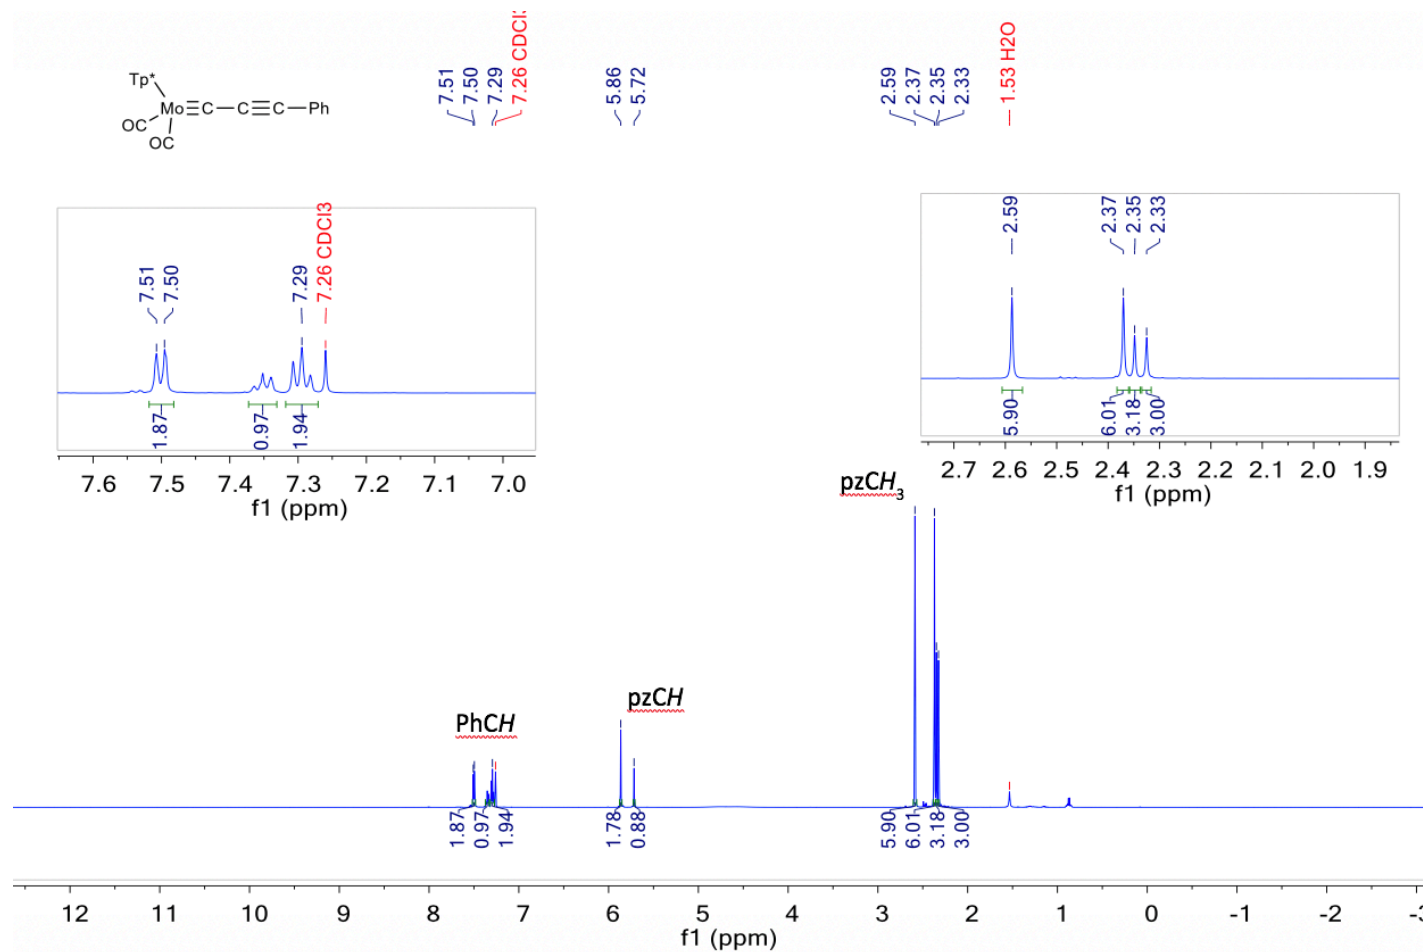 7.51
7.50
7.29
7.26 CDCl3
5.86
5.72
2.59
2.37
2.35
2.33
1.53 H2O
Tp*
Mo≡C—C≡C—Ph
OC
OC
7.51
7.50
7.29
7.26 CDCl3
1.87
0.97
1.94
7.6 7.5 7.4 7.3 7.2 7.1 7.0
f1 (ppm)
2.59
2.37
2.35
2.33
5.90
6.01
3.18
3.00
2.7 2.6 2.5 2.4 2.3 2.2 2.1 2.0 1.9
f1 (ppm)
pzCH3
pzCH
PhCH
1.87
0.97
1.94
1.78
0.88
5.90
6.01
3.18
3.00
12 11 10 9 8 7 6 5 4 3 2 1 0 -1 -2
f1 (ppm)